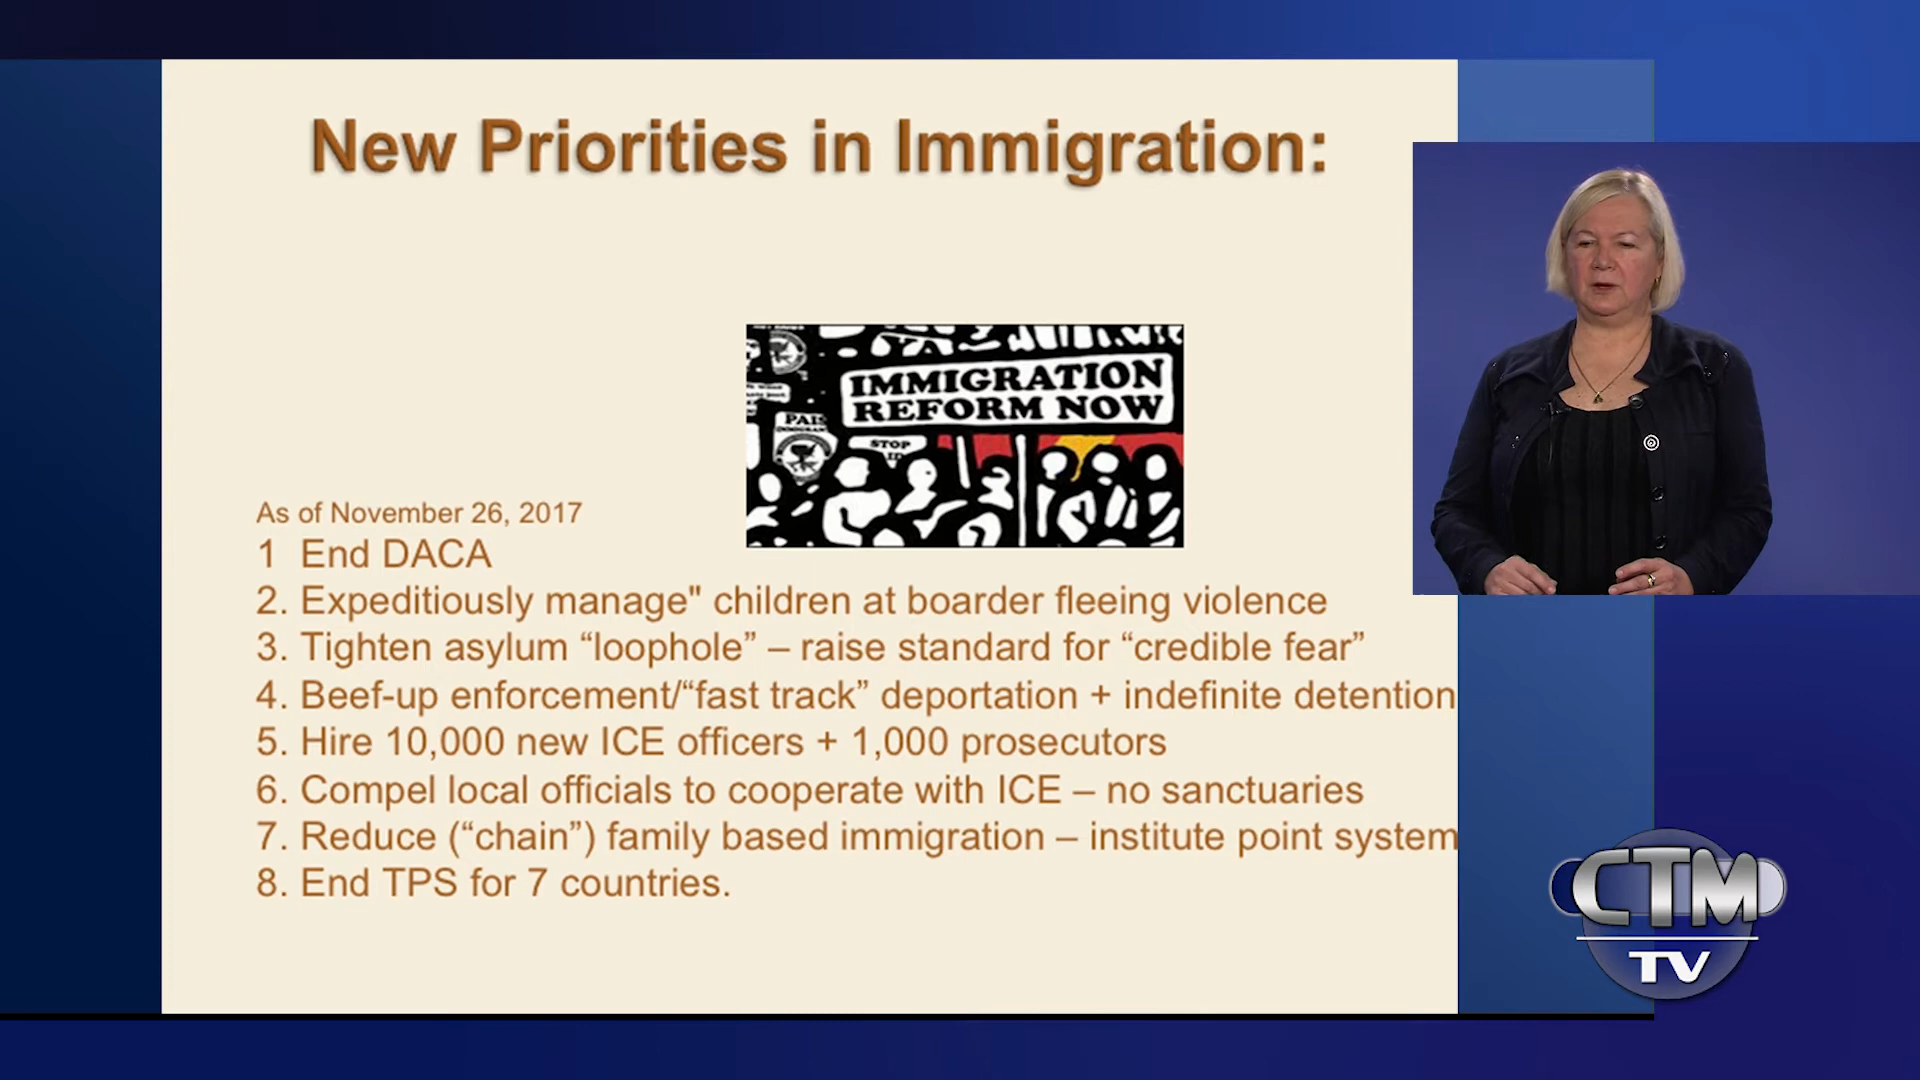 New Priorities in Immigration:
YA
IMMIGRATION
REFORM NOW
STOP
As of November 26, 2017
1 End DACA
2. Expeditiously manage" children at boarder fleeing violence
3. Tighten asylum “loophole” – raise standard for “credible fear”
4. Beef-up enforcement/“fast track” deportation + indefinite detention
5. Hire 10,000 new ICE officers + 1,000 prosecutors
6. Compel local officials to cooperate with ICE – no sanctuaries
7. Reduce (“chain”) family based immigration – institute point system
8. End TPS for 7 countries.
CTM
TV